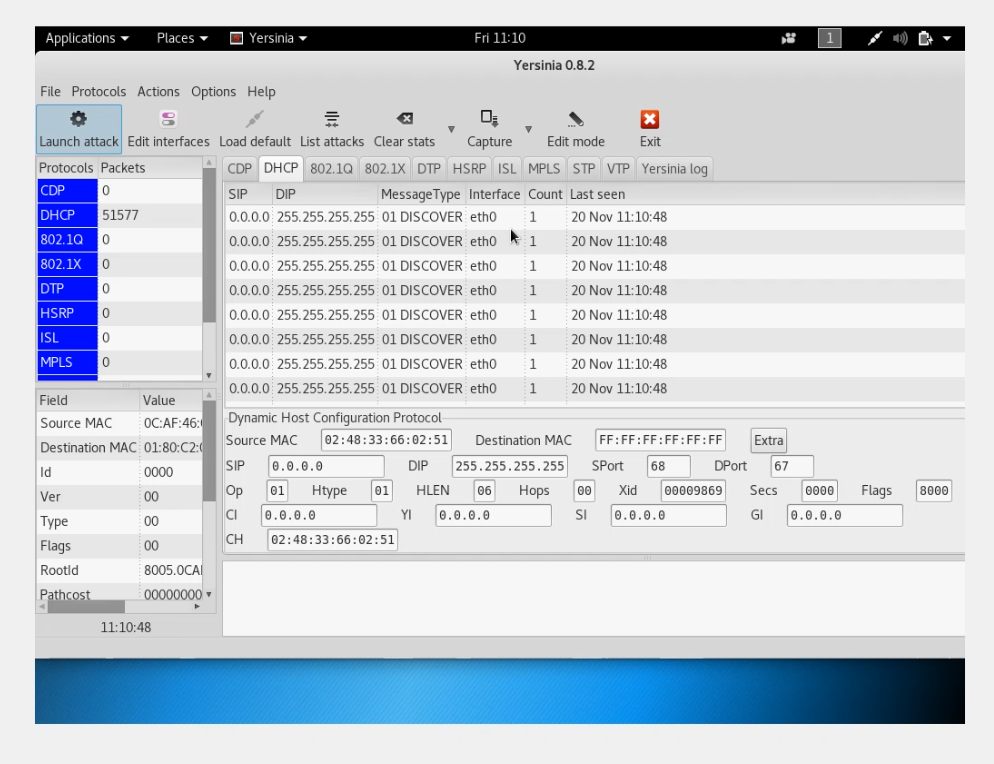 Applications Places Yersinia Fri 11:10 1
Yersinia 0.8.2
File Protocols Actions Options Help
Launch attack Edit interfaces Load default List attacks Clear stats Capture Edit mode Exit
Protocols Packets
CDP 0
DHCP 51577
802.1Q 0
802.1X 0
DTP 0
HSRP 0
ISL 0
MPLS 0
CDP DHCP 802.1Q 802.1X DTP HSRP ISL MPLS STP VTP Yersinia log
SIP DIP MessageType Interface Count Last seen
0.0.0.0 255.255.255.255 01 DISCOVER eth0 1 20 Nov 11:10:48
0.0.0.0 255.255.255.255 01 DISCOVER eth0 1 20 Nov 11:10:48
0.0.0.0 255.255.255.255 01 DISCOVER eth0 1 20 Nov 11:10:48
0.0.0.0 255.255.255.255 01 DISCOVER eth0 1 20 Nov 11:10:48
0.0.0.0 255.255.255.255 01 DISCOVER eth0 1 20 Nov 11:10:48
0.0.0.0 255.255.255.255 01 DISCOVER eth0 1 20 Nov 11:10:48
0.0.0.0 255.255.255.255 01 DISCOVER eth0 1 20 Nov 11:10:48
0.0.0.0 255.255.255.255 01 DISCOVER eth0 1 20 Nov 11:10:48
Field Value
Source MAC 0C:AF:46:
Destination MAC 01:80:C2:
Id 0000
Ver 00
Type 00
Flags 00
RootId 8005.0CA
Pathcost 00000000
11:10:48
Dynamic Host Configuration Protocol
Source MAC 02:48:33:66:02:51 Destination MAC FF:FF:FF:FF:FF:FF Extra
SIP 0.0.0.0 DIP 255.255.255.255 SPort 68 DPort 67
Op 01 Htype 01 HLEN 06 Hops 00 Xid 00009869 Secs 0000 Flags 8000
CI 0.0.0.0 YI 0.0.0.0 SI 0.0.0.0 GI 0.0.0.0
CH 02:48:33:66:02:51